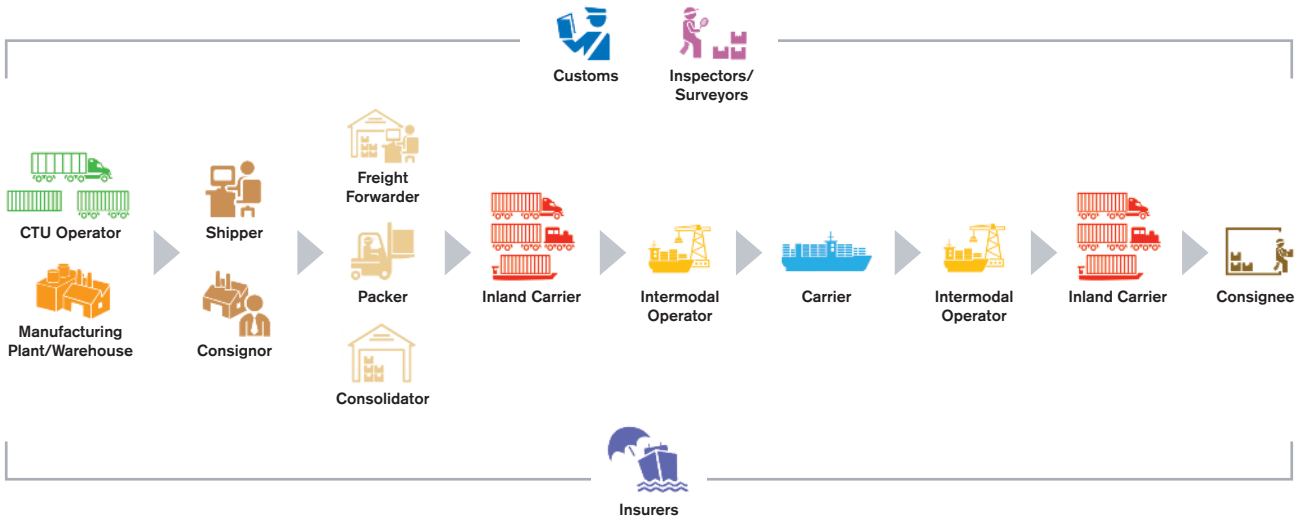 Customs
Inspectors/
Surveyors
CTU Operator
Manufacturing
Plant/Warehouse
Shipper
Consignor
Freight
Forwarder
Packer
Consolidator
Inland Carrier
Intermodal
Operator
Carrier
Intermodal
Operator
Inland Carrier
Consignee
Insurers